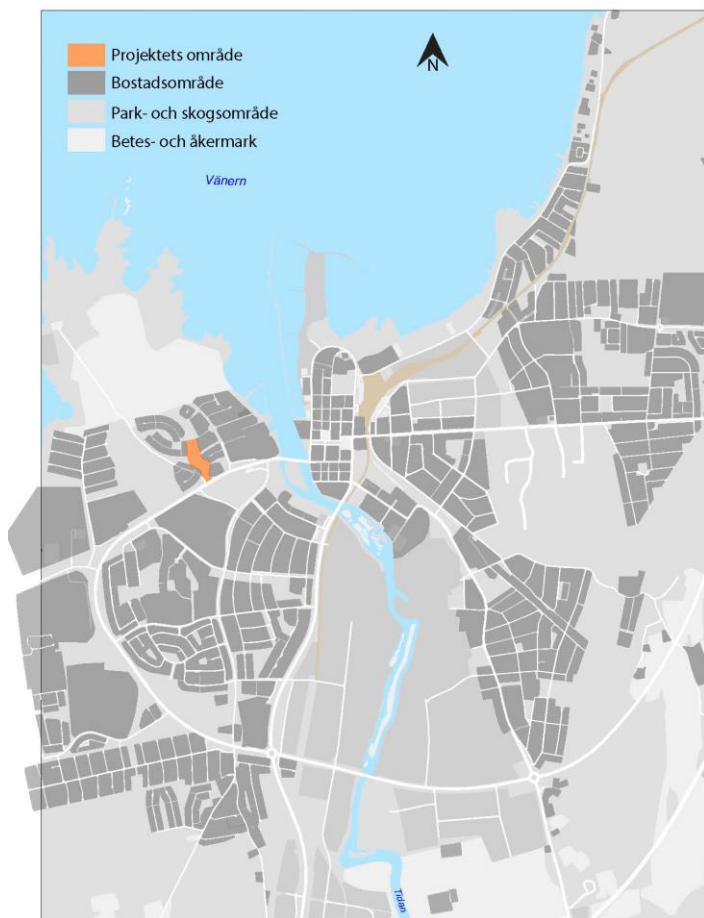 Projektets område
Bostadsområde
Park- och skogsområde
Betes- och åkermark
N
Vänern
Tidan